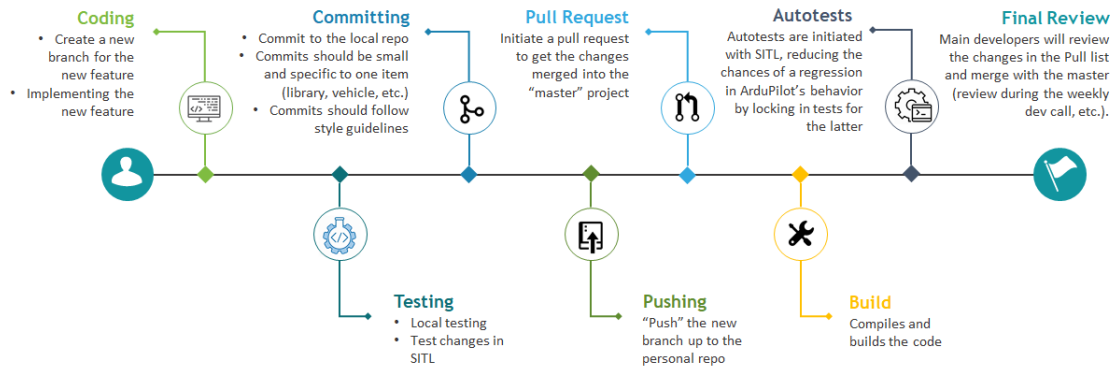 Coding
• Create a new
branch for the
new feature
• Implementing the
new feature
Committing
• Commit to the local repo
• Commits should be small
and specific to one item
(library, vehicle, etc.)
• Commits should follow
style guidelines
Pull Request
Initiate a pull request
to get the changes
merged into the
“master” project
Autotests
Autotests are initiated
with SITL, reducing the
chances of a regression
in ArduPilot’s behavior
by locking in tests for
the latter
Final Review
Main developers will review
the changes in the Pull list
and merge with the master
(review during the weekly
dev call, etc.).
Testing
• Local testing
• Test changes in
SITL
Pushing
“Push” the new
branch up to the
personal repo
Build
Compiles and
builds the code